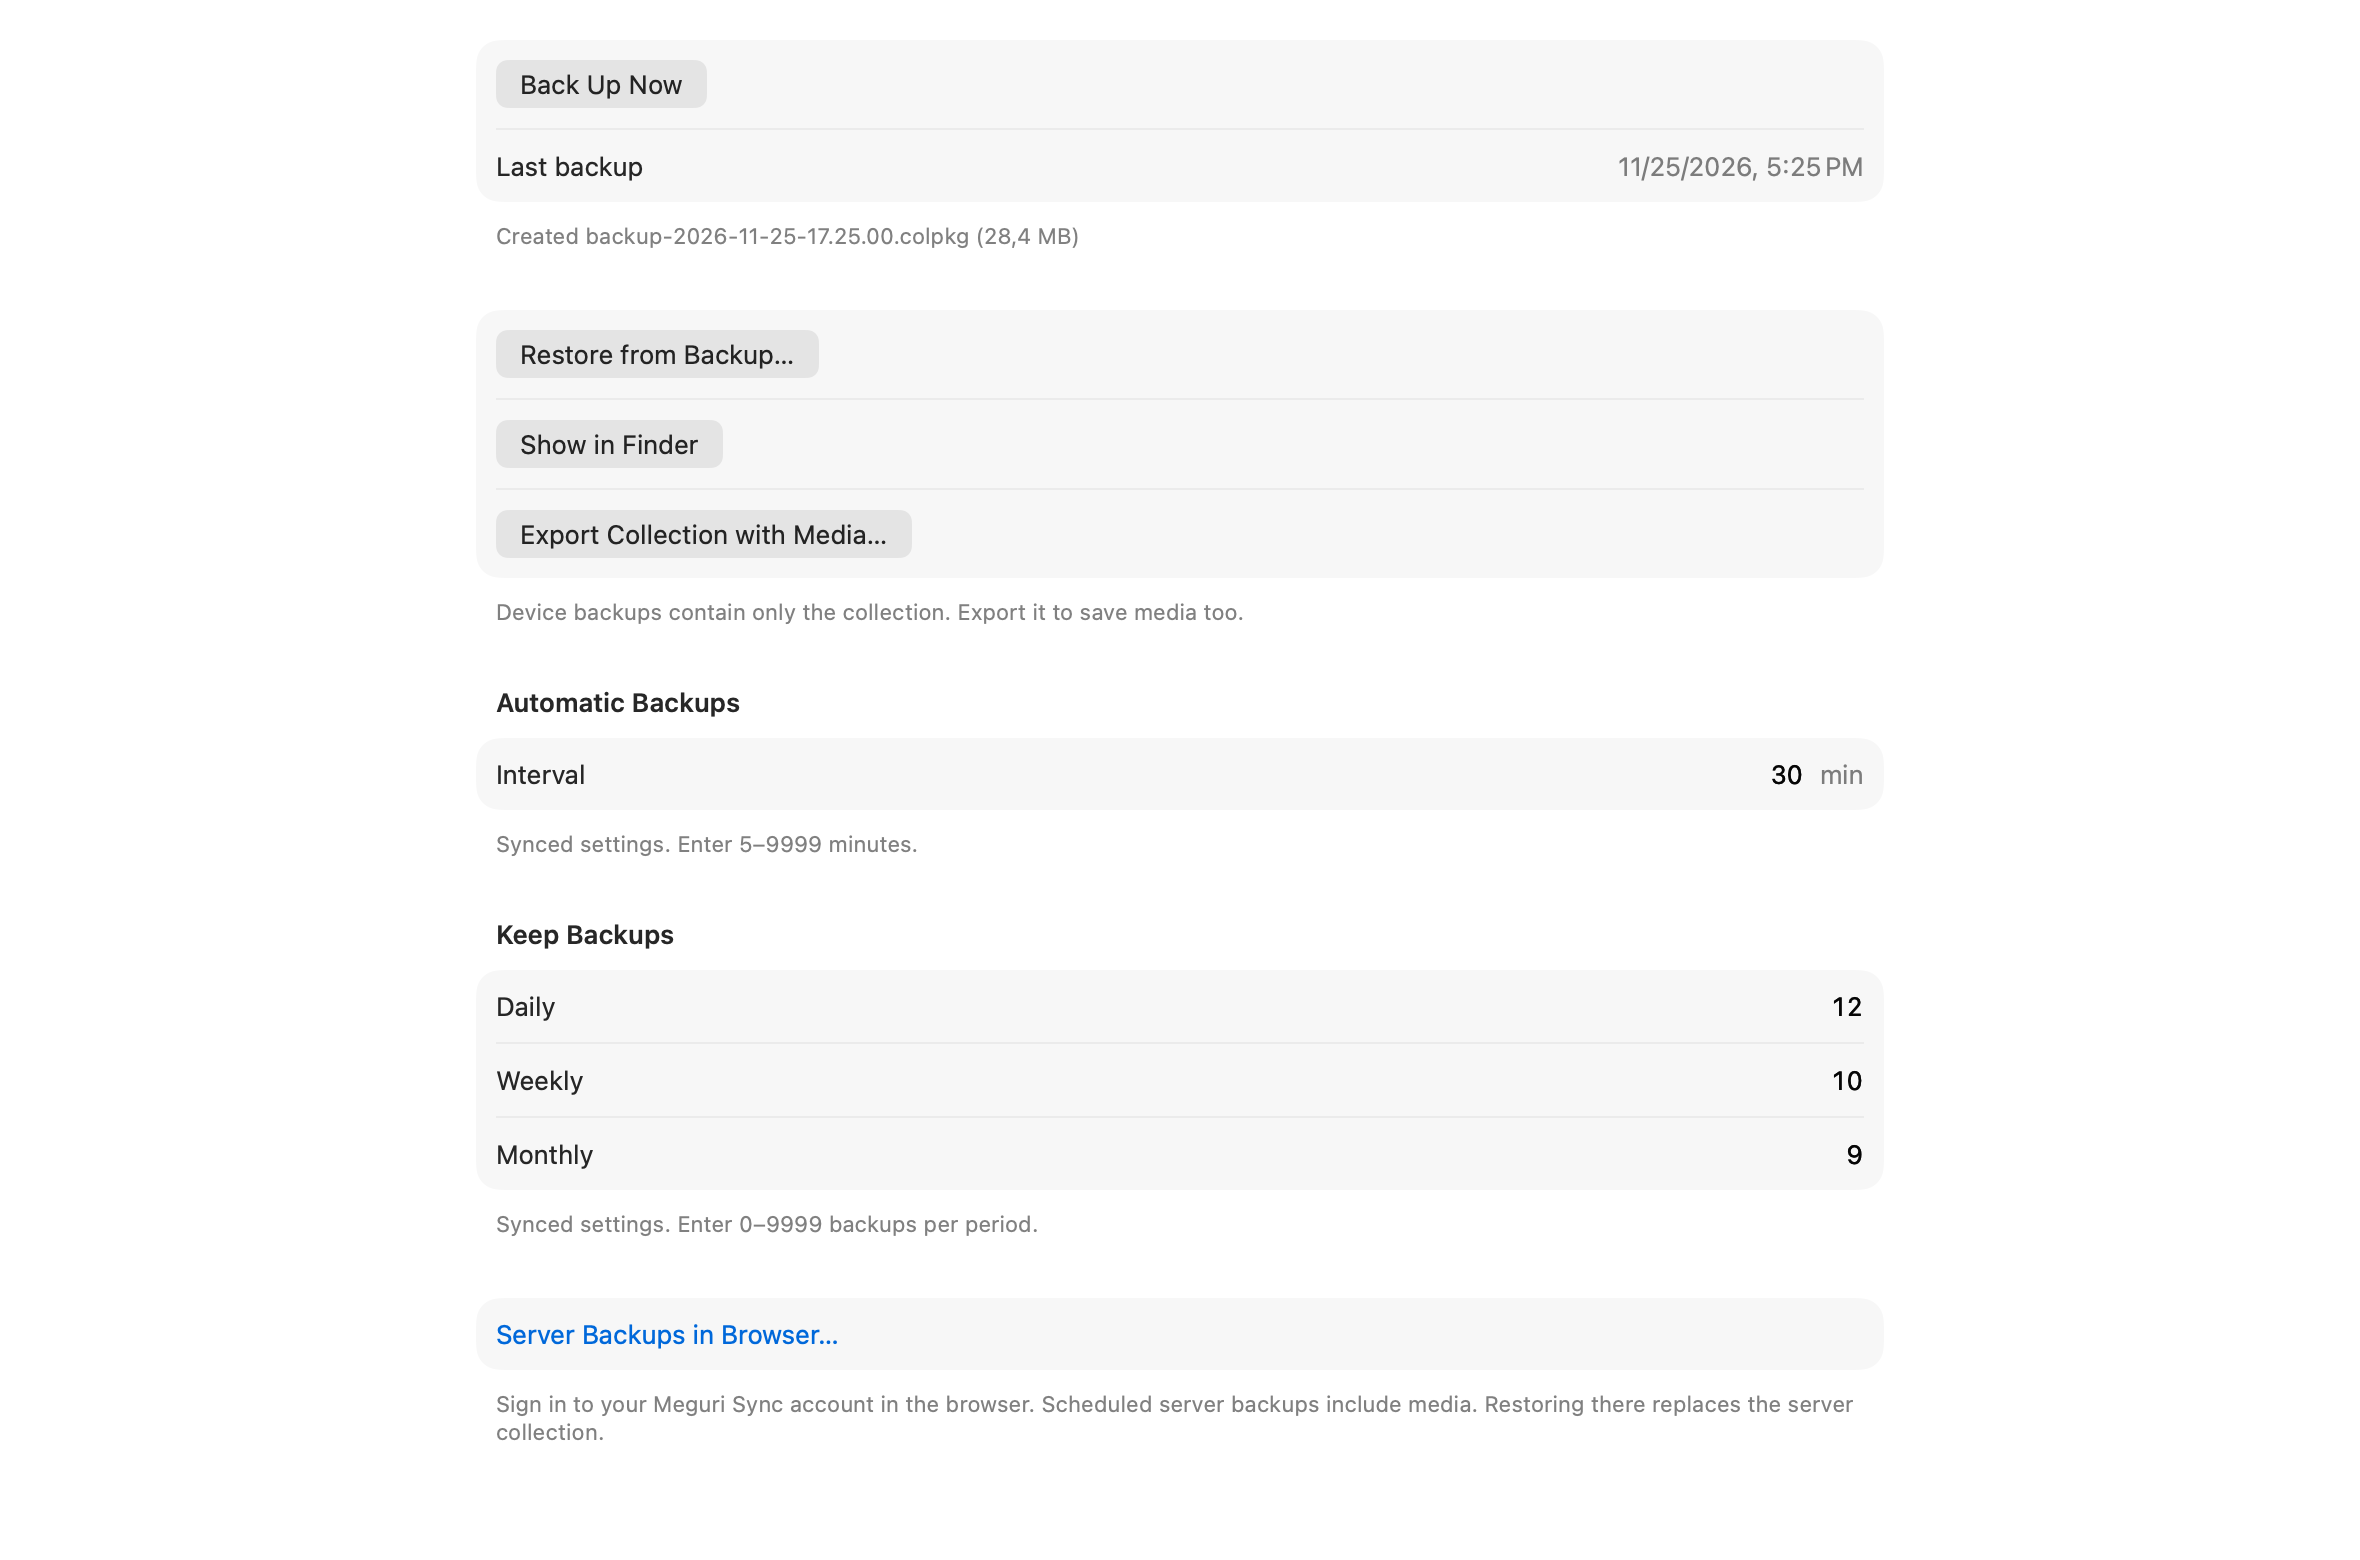 Back Up Now
Last backup 11/25/2026, 5:25 PM
Created backup-2026-11-25-17.25.00.colpkg (28,4 MB)
Restore from Backup...
Show in Finder
Export Collection with Media...
Device backups contain only the collection. Export it to save media too.
Automatic Backups
Interval 30 min
Synced settings. Enter 5–9999 minutes.
Keep Backups
Daily 12
Weekly 10
Monthly 9
Synced settings. Enter 0–9999 backups per period.
Server Backups in Browser...
Sign in to your Meguri Sync account in the browser. Scheduled server backups include media. Restoring there replaces the server
collection.